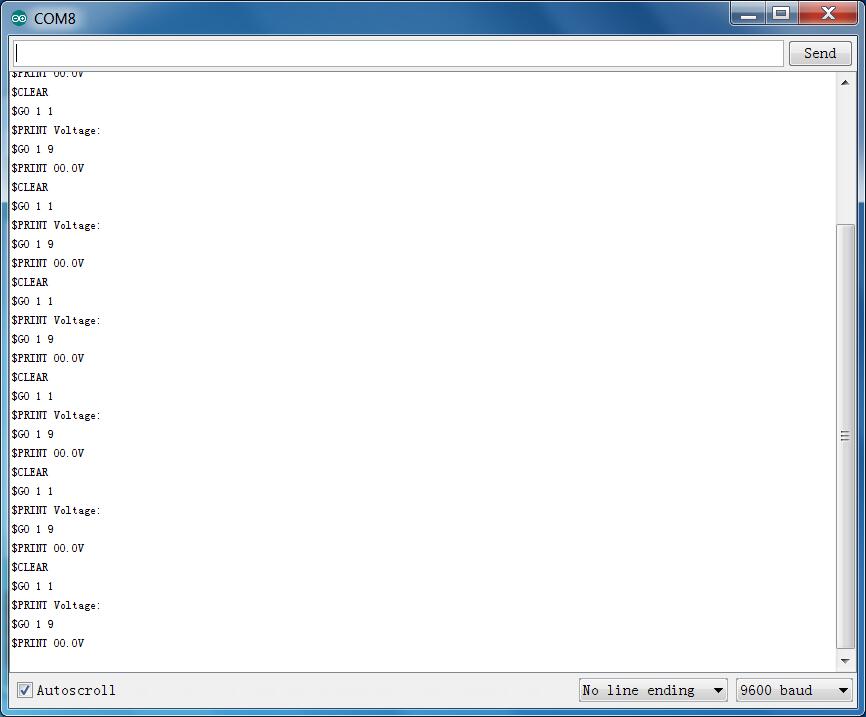 COM8
Send
$PRINT 00.0V
$CLEAR
$GO 1 1
$PRINT Voltage:
$GO 1 9
$PRINT 00.0V
$CLEAR
$GO 1 1
$PRINT Voltage:
$GO 1 9
$PRINT 00.0V
$CLEAR
$GO 1 1
$PRINT Voltage:
$GO 1 9
$PRINT 00.0V
$CLEAR
$GO 1 1
$PRINT Voltage:
$GO 1 9
$PRINT 00.0V
$CLEAR
$GO 1 1
$PRINT Voltage:
$GO 1 9
$PRINT 00.0V
$CLEAR
$GO 1 1
$PRINT Voltage:
$GO 1 9
$PRINT 00.0V
Autoscroll
No line ending
9600 baud